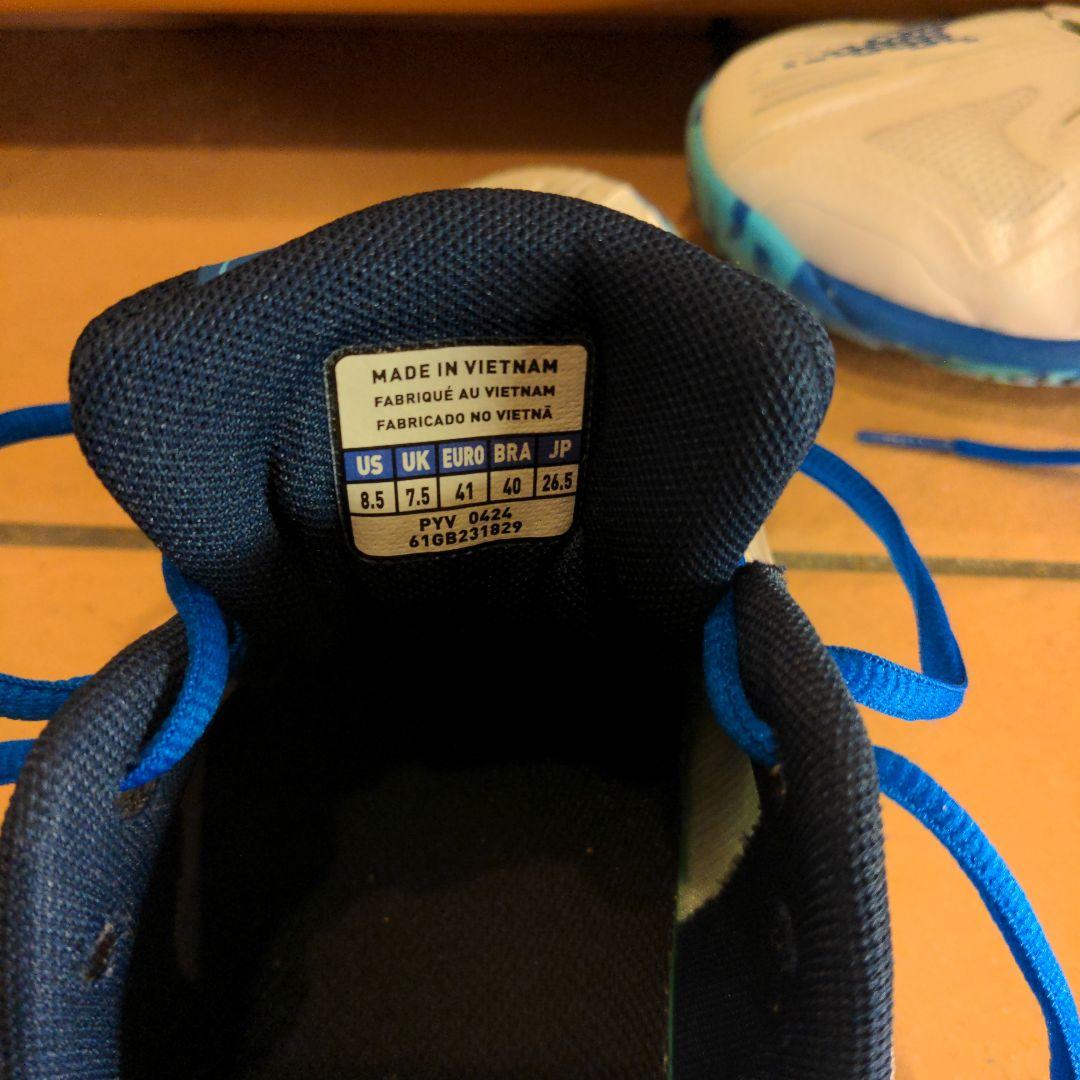 MADE IN VIETNAM
FABRIQUÉ AU VIETNAM
FABRICADO NO VIETNÃ
US UK EURO BRA JP
8.5 7.5 41 40 26.5
PYV 0424
61GB231829